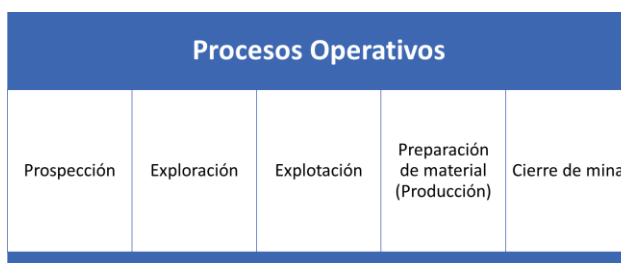 Procesos Operativos
Prospección
Exploración
Explotación
Preparación
de material
(Producción)
Cierre de mina